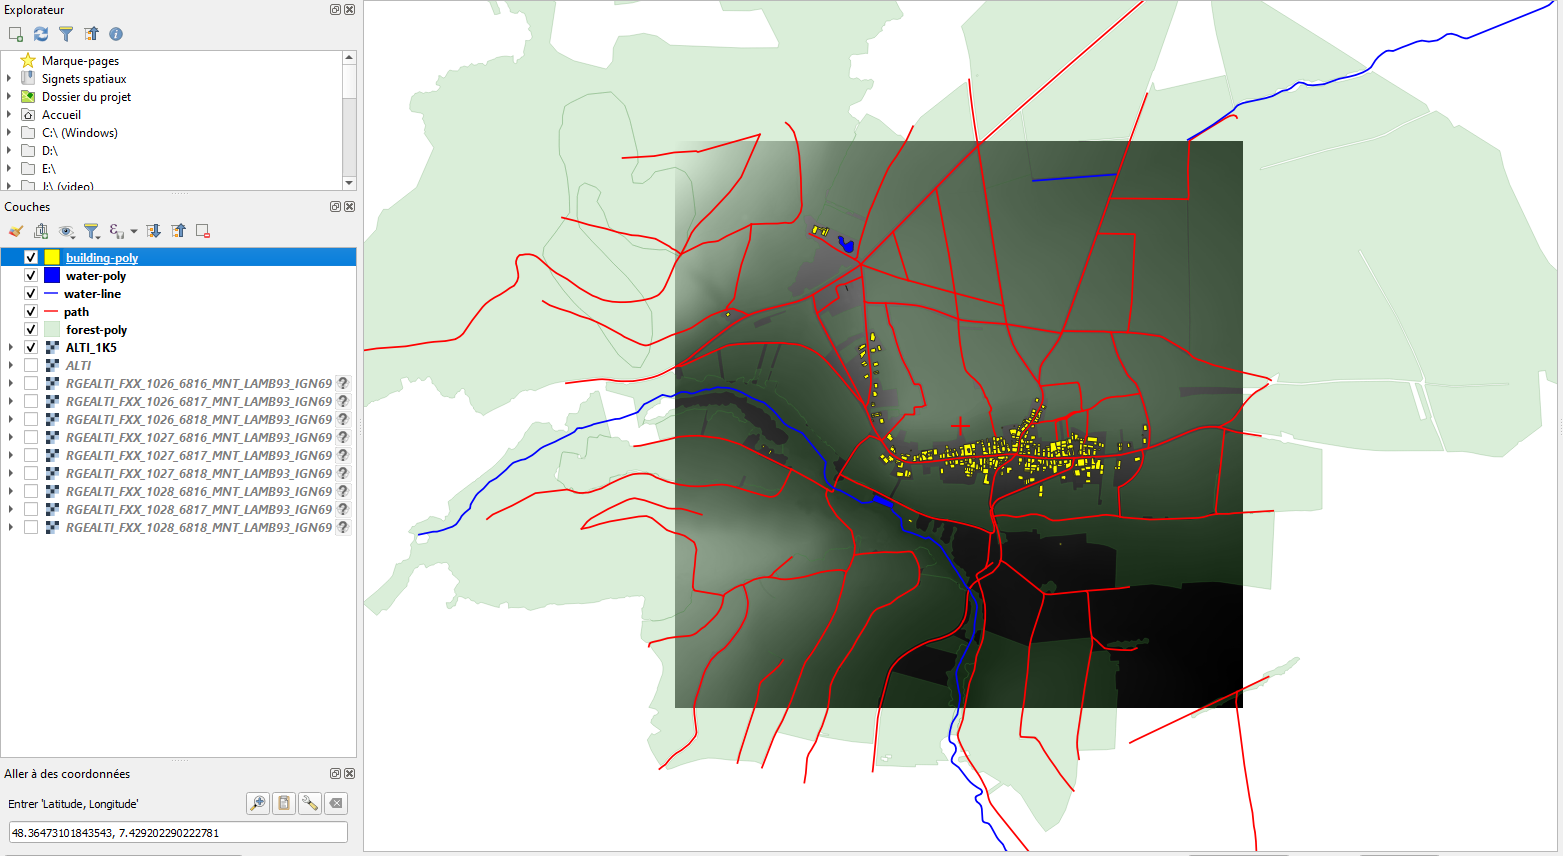 Explorateur
Marque-pages
Signets spatiaux
Dossier du projet
Accueil
C:\ (Windows)
D:\
E:\
J:\ (video)
Couches
building-poly
water-poly
water-line
path
forest-poly
ALTI_1K5
ALTI
RGEALTI_FXX_1026_6816_MNT_LAMB93_IGN69 ?
RGEALTI_FXX_1026_6817_MNT_LAMB93_IGN69 ?
RGEALTI_FXX_1026_6818_MNT_LAMB93_IGN69 ?
RGEALTI_FXX_1027_6816_MNT_LAMB93_IGN69 ?
RGEALTI_FXX_1027_6817_MNT_LAMB93_IGN69 ?
RGEALTI_FXX_1027_6818_MNT_LAMB93_IGN69 ?
RGEALTI_FXX_1028_6816_MNT_LAMB93_IGN69 ?
RGEALTI_FXX_1028_6817_MNT_LAMB93_IGN69 ?
RGEALTI_FXX_1028_6818_MNT_LAMB93_IGN69 ?
Aller à des coordonnées
Entrer 'Latitude, Longitude'
48.36473101843543, 7.429202290222781